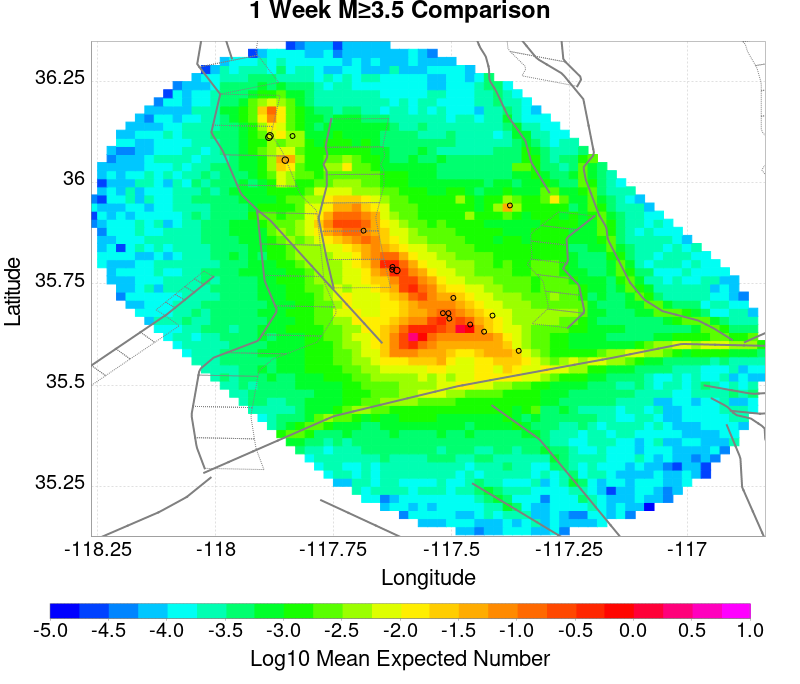 1 Week M≥3.5 Comparison
36.25
36
35.75
35.5
35.25
Latitude
-118.25 -118 -117.75 -117.5 -117.25 -117
Longitude
-5.0 -4.5 -4.0 -3.5 -3.0 -2.5 -2.0 -1.5 -1.0 -0.5 0.0 0.5 1.0
Log10 Mean Expected Number